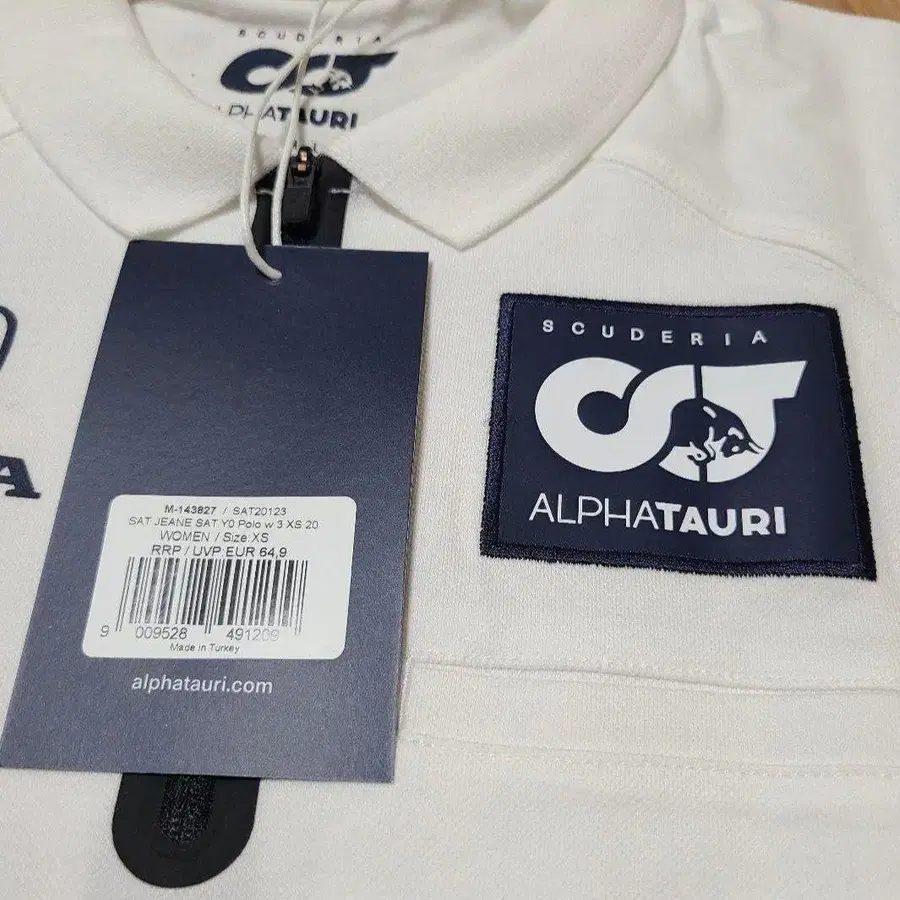 SCUDERIA
ALPHATAURI
SCUDERIA
ALPHATAURI
M-143827 / SAT20123
SAT JEANE SAT Y0 Polo w 3 XS 20
WOMEN / Size:XS
RRP / UVP:EUR 64,9
9 009528 491209
Made in Turkey
alphatauri.com